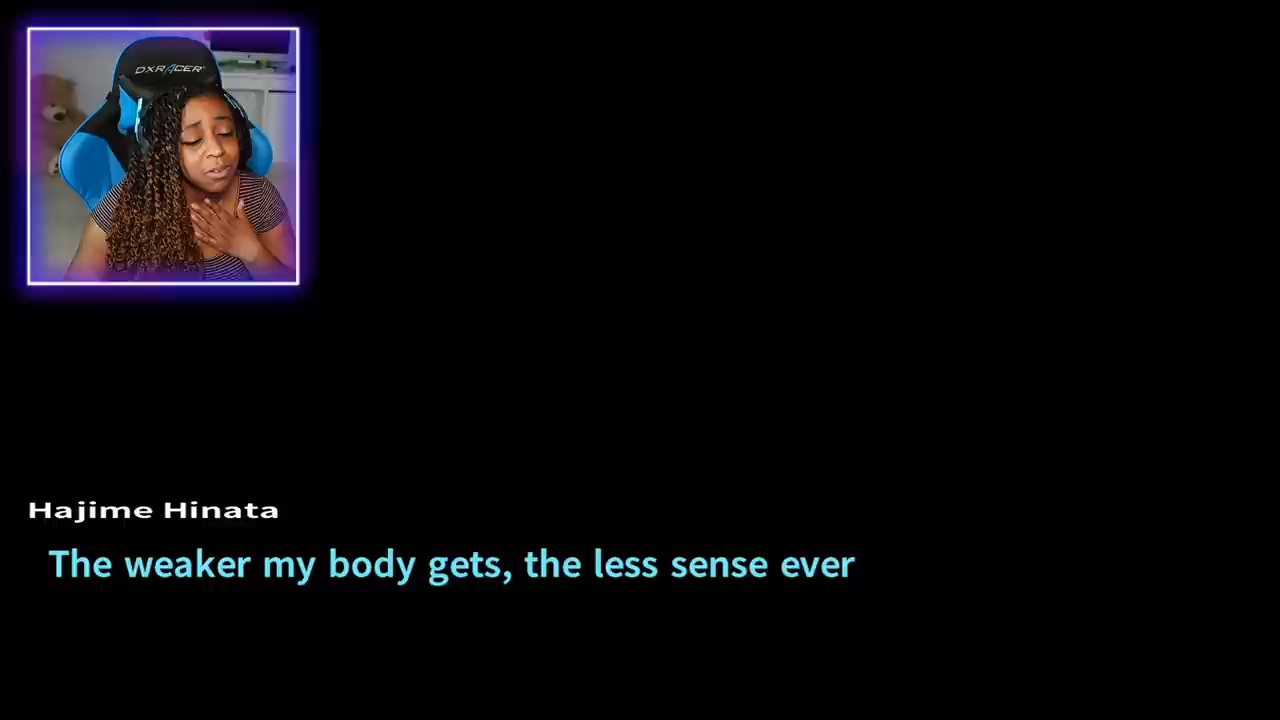 DXRACER
Hajime Hinata
The weaker my body gets, the less sense ever